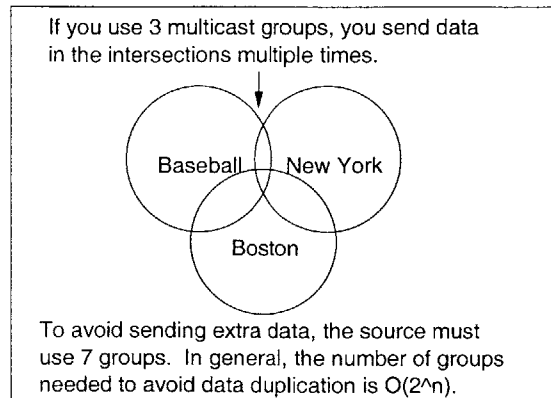 If you use 3 multicast groups, you send data
in the intersections multiple times.
Baseball
New York
Boston
To avoid sending extra data, the source must
use 7 groups. In general, the number of groups
needed to avoid data duplication is O(2^n).